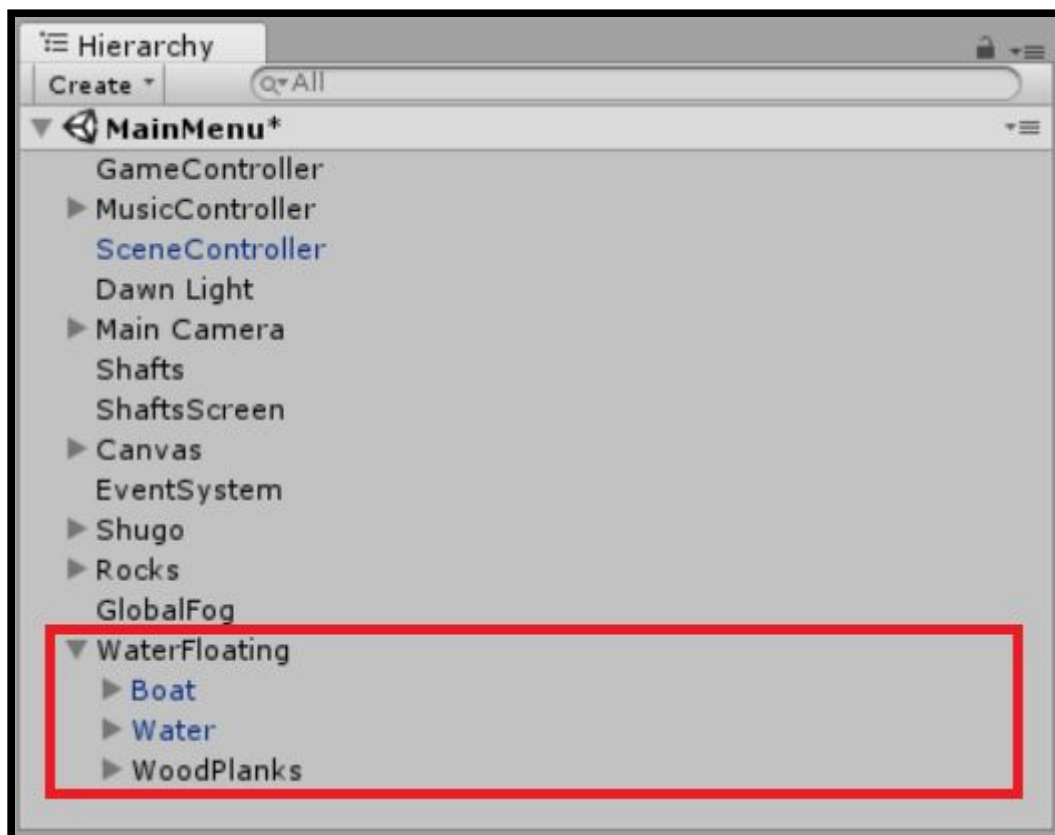 Hierarchy
Create All
MainMenu*
GameController
MusicController
SceneController
Dawn Light
Main Camera
Shafts
ShaftsScreen
Canvas
EventSystem
Shugo
Rocks
GlobalFog
WaterFloating
Boat
Water
WoodPlanks